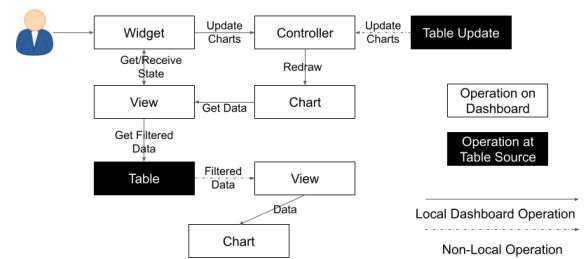 Widget
Update
Charts
Controller
Update
Charts
Table Update
Get/Receive
State
Redraw
View
Get Data
Chart
Operation on
Dashboard
Get Filtered
Data
Operation at
Table Source
Table
Filtered
Data
View
Data
Local Dashboard Operation
Chart
Non-Local Operation